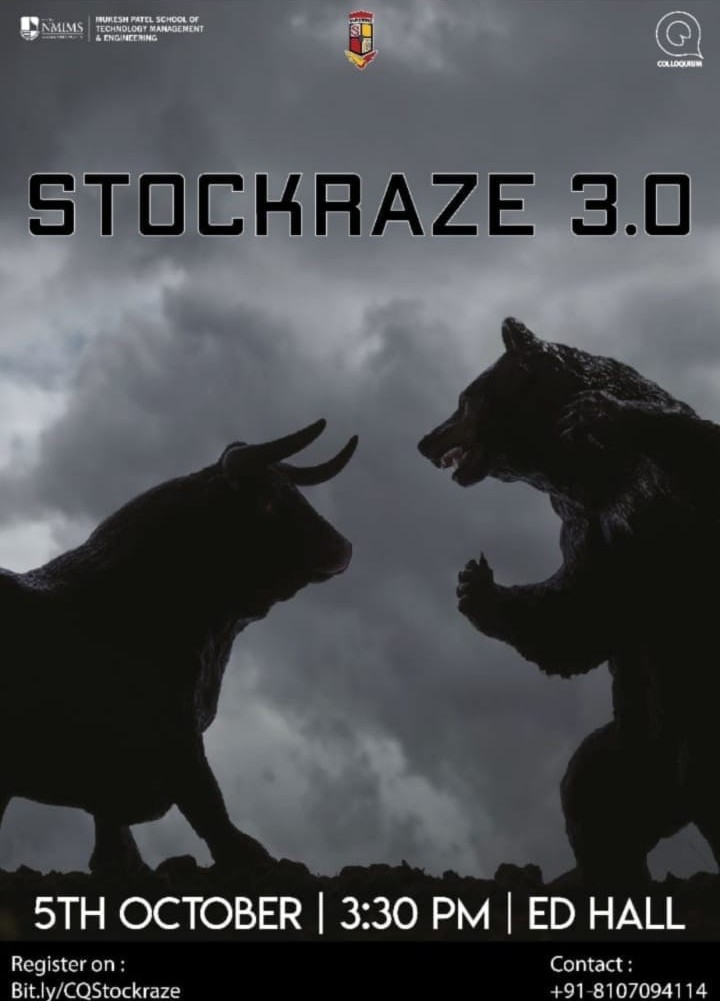 NMIMS
MUKESH PATEL SCHOOL OF
TECHNOLOGY MANAGEMENT
& ENGINEERING
COLLOQUIUM
STOCKRAZE 3.0
5TH OCTOBER | 3:30 PM | ED HALL
Register on :
Bit.ly/CQStockraze
Contact :
+91-8107094114